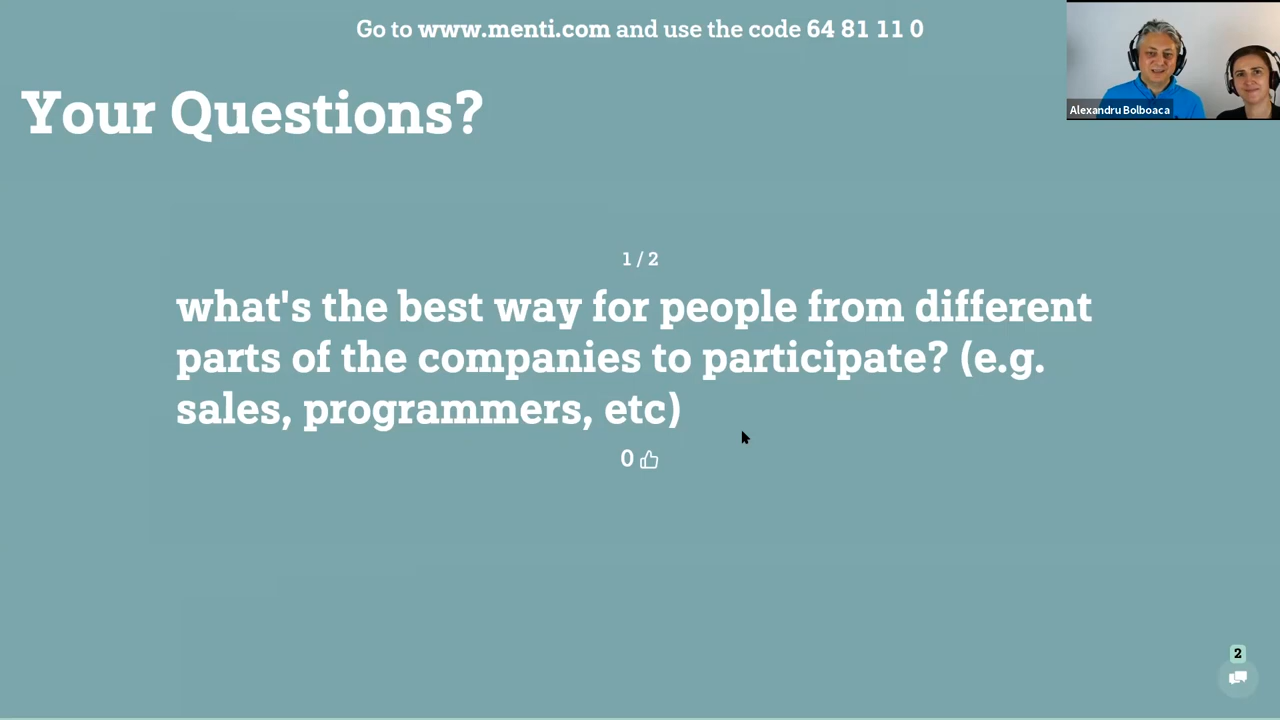 Go to www.menti.com and use the code 64 81 11 0
Alexandru Bolboaca
Your Questions?
1 / 2
what's the best way for people from different
parts of the companies to participate? (e.g.
sales, programmers, etc)
0
2